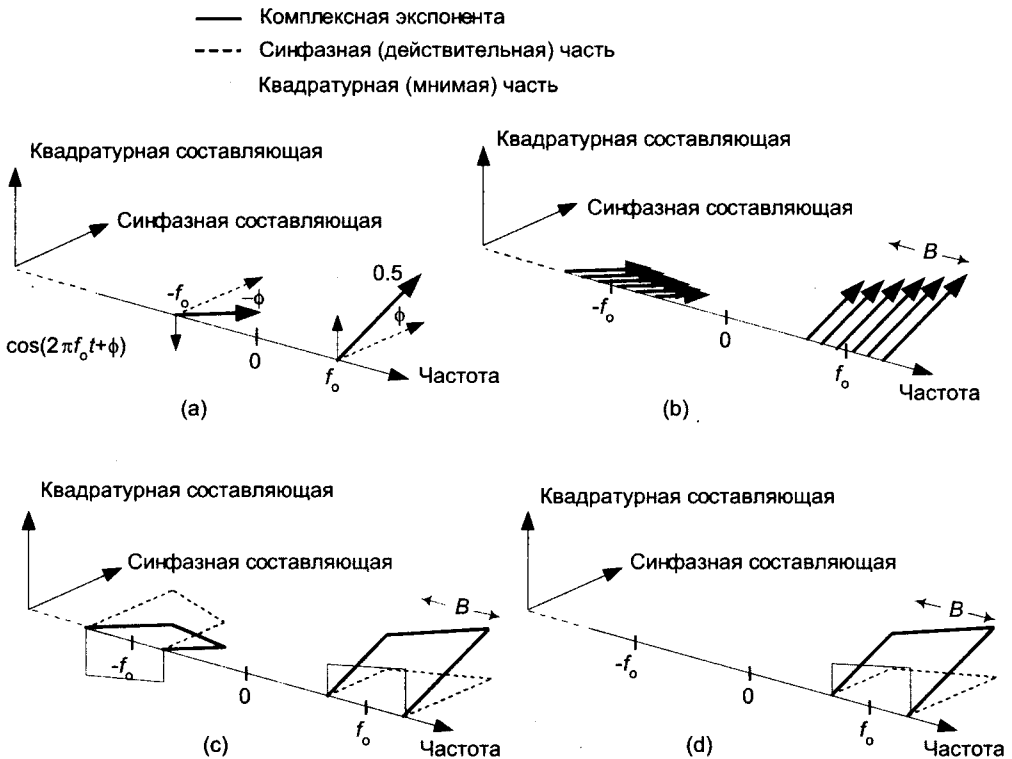 Комплексная экспонента
Синфазная (действительная) часть
Квадратурная (мнимая) часть
Квадратурная составляющая
Синфазная составляющая
-fₒ
-ϕ
0.5
ϕ
cos(2πfₒt+ϕ)
0
fₒ
Частота
(a)
Квадратурная составляющая
Синфазная составляющая
B
-fₒ
0
fₒ
Частота
(b)
Квадратурная составляющая
Синфазная составляющая
B
-fₒ
0
fₒ
Частота
(c)
Квадратурная составляющая
Синфазная составляющая
B
-fₒ
0
fₒ
Частота
(d)